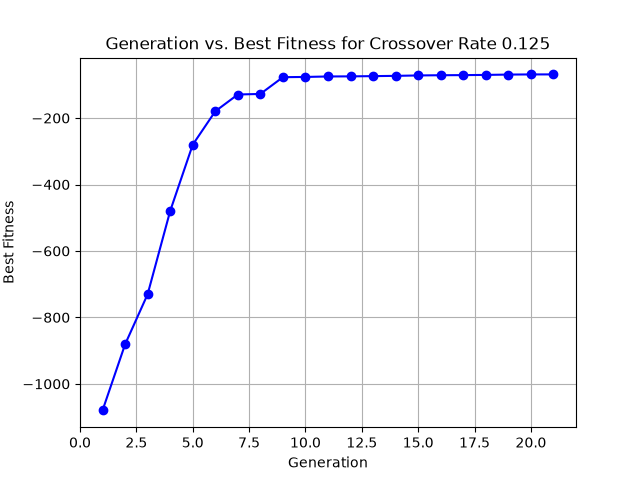 Generation vs. Best Fitness for Crossover Rate 0.125
Best Fitness
−200
−400
−600
−800
−1000
0.0 2.5 5.0 7.5 10.0 12.5 15.0 17.5 20.0
Generation